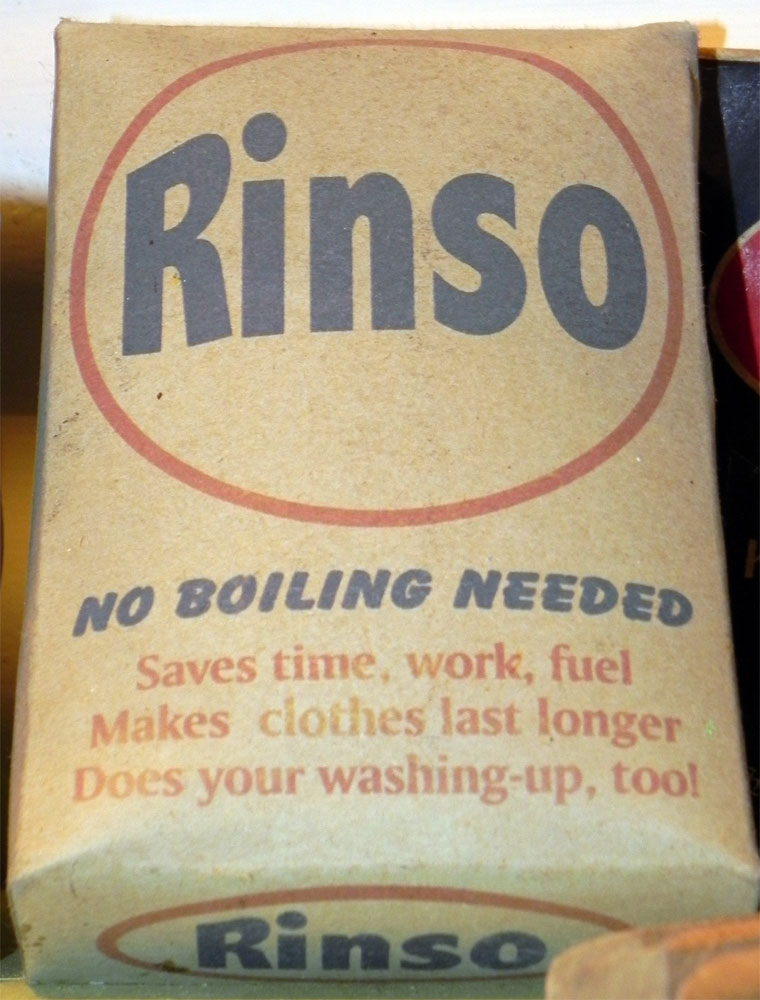 Rinso
NO BOILING NEEDED
Saves time, work, fuel
Makes clothes last longer
Does your washing-up, too!
Rinso